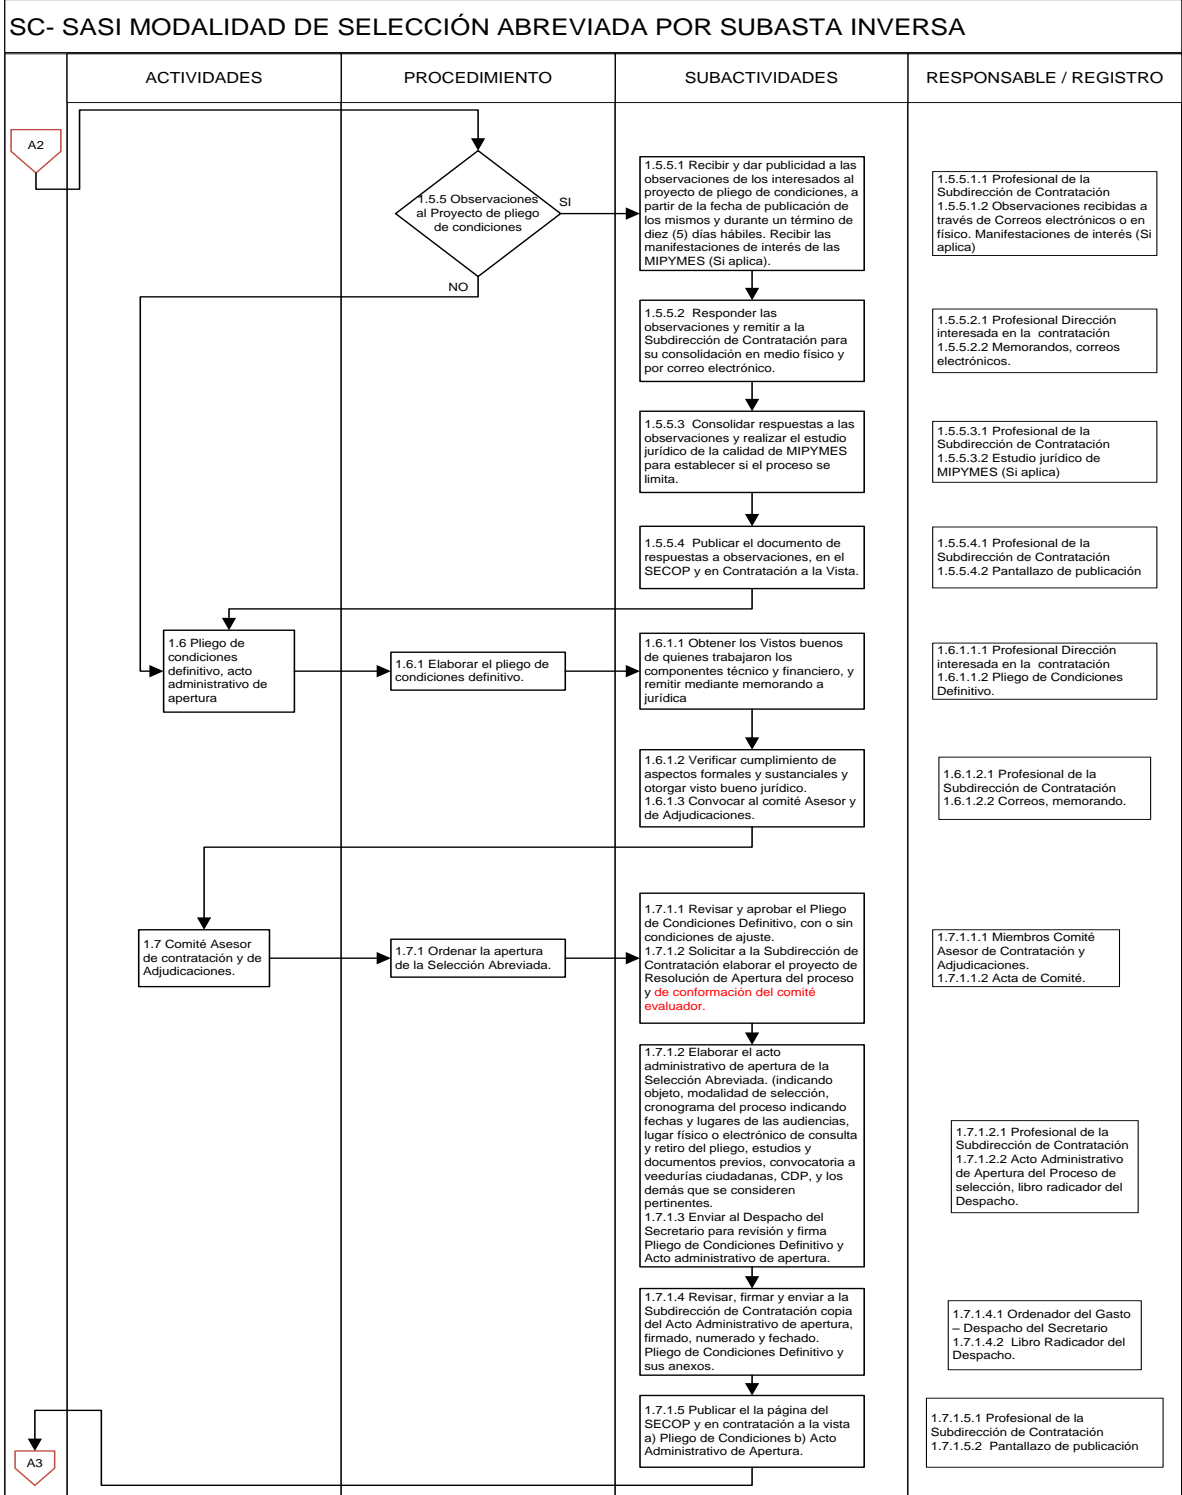 SC- SASI MODALIDAD DE SELECCIÓN ABREVIADA POR SUBASTA INVERSA
ACTIVIDADES
PROCEDIMIENTO
SUBACTIVIDADES
RESPONSABLE / REGISTRO
A2
1.5.5 Observaciones
al Proyecto de pliego
de condiciones
SI
NO
1.5.5.1 Recibir y dar publicidad a las
observaciones de los interesados al
proyecto de pliego de condiciones, a
partir de la fecha de publicación de
los mismos y durante un término de
diez (5) días hábiles. Recibir las
manifestaciones de interés de las
MIPYMES (Si aplica).
1.5.5.1.1 Profesional de la
Subdirección de Contratación
1.5.5.1.2 Observaciones recibidas a
través de Correos electrónicos o en
físico. Manifestaciones de interés (Si
aplica)
1.5.5.2  Responder las
observaciones y remitir a la
Subdirección de Contratación para
su consolidación en medio físico y
por correo electrónico.
1.5.5.2.1 Profesional Dirección
interesada en la  contratación
1.5.5.2.2 Memorandos, correos
electrónicos.
1.5.5.3  Consolidar respuestas a las
observaciones y realizar el estudio
jurídico de la calidad de MIPYMES
para establecer si el proceso se
limita.
1.5.5.3.1 Profesional de la
Subdirección de Contratación
1.5.5.3.2 Estudio jurídico de
MIPYMES (Si aplica)
1.5.5.4  Publicar el documento de
respuestas a observaciones, en el
SECOP y en Contratación a la Vista.
1.5.5.4.1 Profesional de la
Subdirección de Contratación
1.5.5.4.2 Pantallazo de publicación
1.6 Pliego de
condiciones
definitivo, acto
administrativo de
apertura
1.6.1 Elaborar el pliego de
condiciones definitivo.
1.6.1.1 Obtener los Vistos buenos
de quienes trabajaron los
componentes técnico y financiero, y
remitir mediante memorando a
jurídica
1.6.1.1.1 Profesional Dirección
interesada en la  contratación
1.6.1.1.2 Pliego de Condiciones
Definitivo.
1.6.1.2 Verificar cumplimiento de
aspectos formales y sustanciales y
otorgar visto bueno jurídico.
1.6.1.3 Convocar al comité Asesor y
de Adjudicaciones.
1.6.1.2.1 Profesional de la
Subdirección de Contratación
1.6.1.2.2 Correos, memorando.
1.7 Comité Asesor
de contratación y de
Adjudicaciones.
1.7.1 Ordenar la apertura
de la Selección Abreviada.
1.7.1.1 Revisar y aprobar el Pliego
de Condiciones Definitivo, con o sin
condiciones de ajuste.
1.7.1.2 Solicitar a la Subdirección de
Contratación elaborar el proyecto de
Resolución de Apertura del proceso
y de conformación del comité
evaluador.
1.7.1.1.1 Miembros Comité
Asesor de Contratación y
Adjudicaciones.
1.7.1.1.2 Acta de Comité.
1.7.1.2 Elaborar el acto
administrativo de apertura de la
Selección Abreviada. (indicando
objeto, modalidad de selección,
cronograma del proceso indicando
fechas y lugares de las audiencias,
lugar físico o electrónico de consulta
y retiro del pliego, estudios y
documentos previos, convocatoria a
veedurías ciudadanas, CDP, y los
demás que se consideren
pertinentes.
1.7.1.3 Enviar al Despacho del
Secretario para revisión y firma
Pliego de Condiciones Definitivo y
Acto administrativo de apertura.
1.7.1.2.1 Profesional de la
Subdirección de Contratación
1.7.1.2.2 Acto Administrativo
de Apertura del Proceso de
selección, libro radicador del
Despacho.
1.7.1.4 Revisar, firmar y enviar a la
Subdirección de Contratación copia
del Acto Administrativo de apertura,
firmado, numerado y fechado.
Pliego de Condiciones Definitivo y
sus anexos.
1.7.1.4.1 Ordenador del Gasto
– Despacho del Secretario
1.7.1.4.2  Libro Radicador del
Despacho.
1.7.1.5 Publicar el la página del
SECOP y en contratación a la vista
a) Pliego de Condiciones b) Acto
Administrativo de Apertura.
1.7.1.5.1 Profesional de la
Subdirección de Contratación
1.7.1.5.2  Pantallazo de publicación
A3